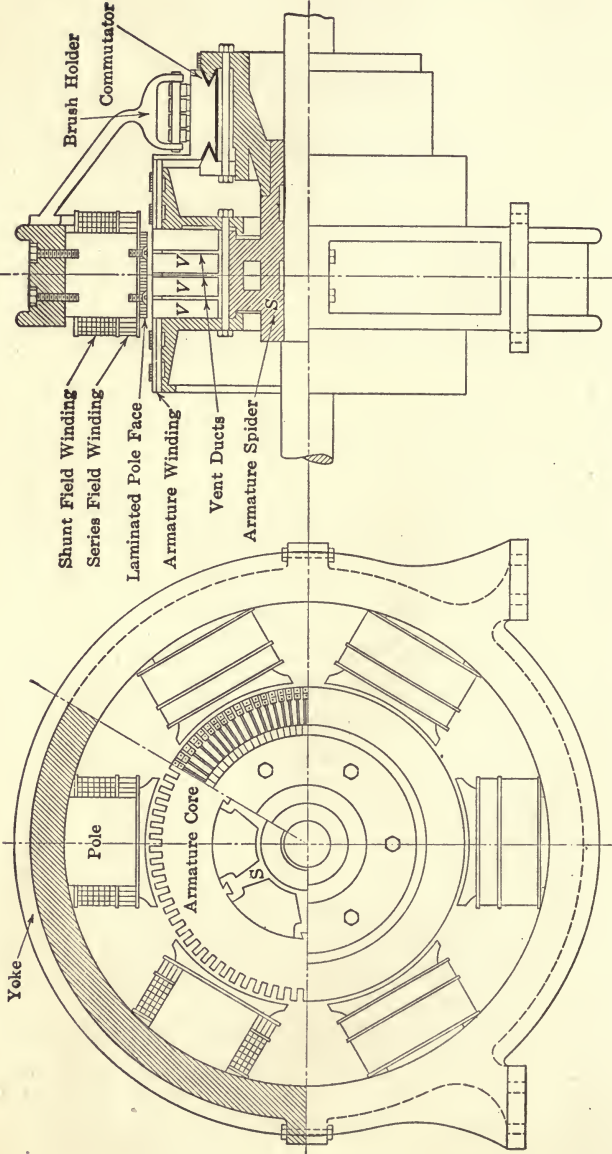 Yoke
Pole
Armature Core
S
Shunt Field Winding
Series Field Winding
Laminated Pole Face
Armature Winding
Vent Ducts
Armature Spider
V
V
V
S
Brush Holder
Commutator